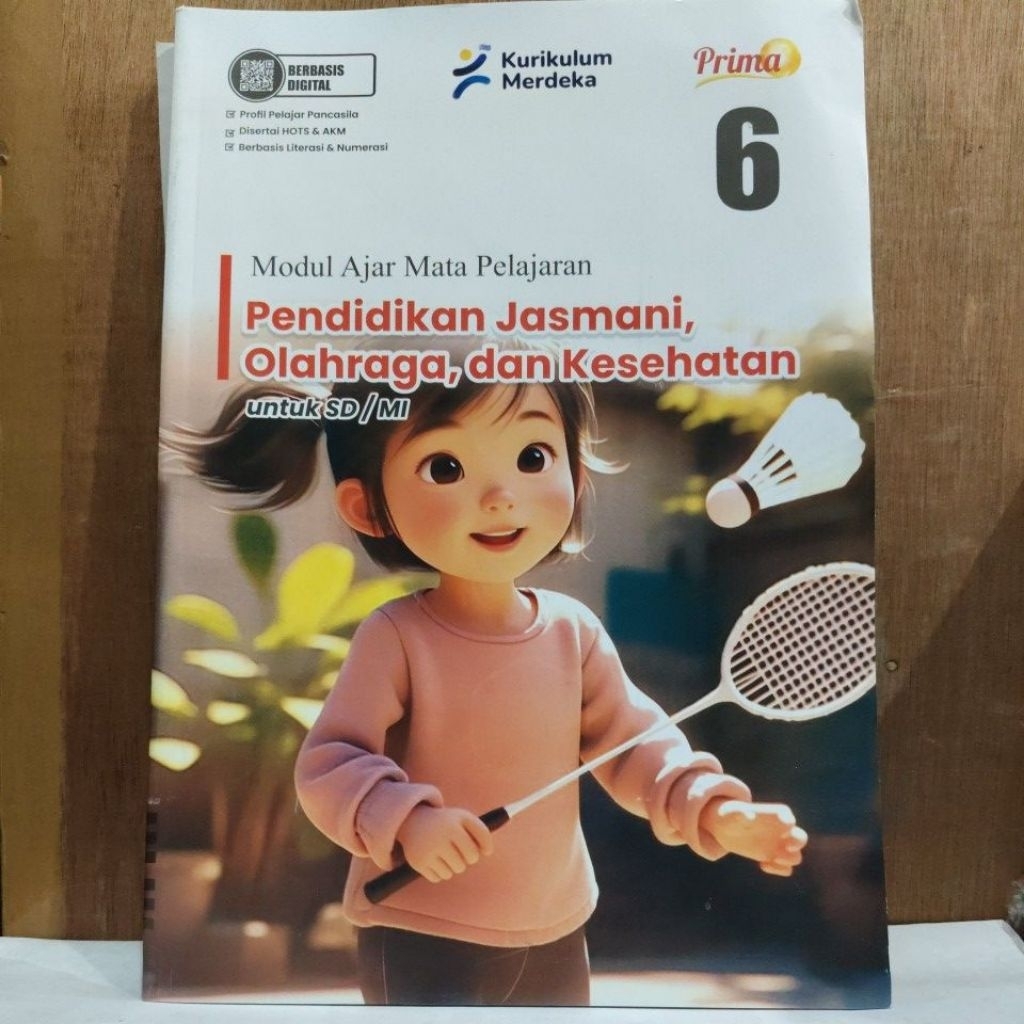 BERBASIS
DIGITAL
Profil Pelajar Pancasila
Disertai HOTS & AKM
Berbasis Literasi & Numerasi
Kurikulum
Merdeka
Prima
6
Modul Ajar Mata Pelajaran
Pendidikan Jasmani,
Olahraga, dan Kesehatan
untuk SD / MI